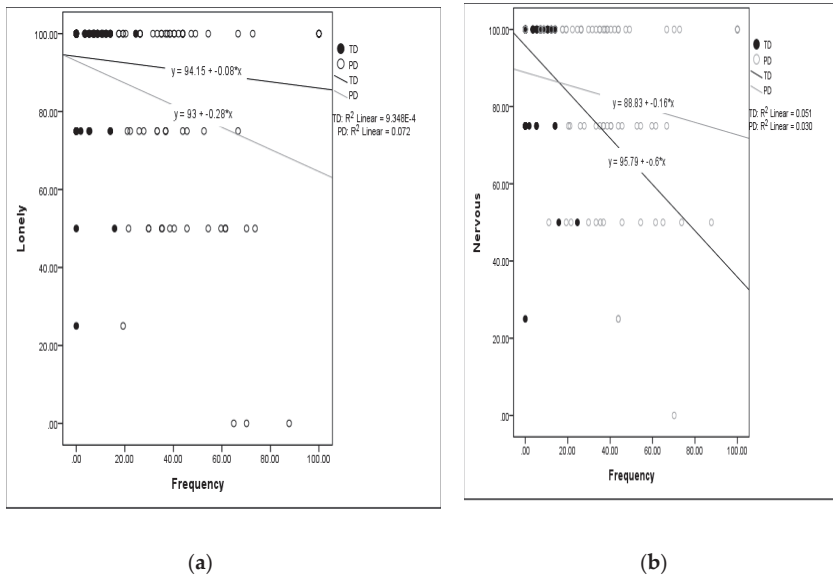 100.00
80.00
60.00
40.00
20.00
.00
Lonely
.00 20.00 40.00 60.00 80.00 100.00
Frequency
y = 94.15 + -0.08*x
y = 93 + -0.28*x
TD
PD
TD
PD
TD: R² Linear = 9.348E-4
PD: R² Linear = 0.072
(a)
100.00
80.00
60.00
40.00
20.00
.00
Nervous
.00 20.00 40.00 60.00 80.00 100.00
Frequency
y = 88.83 + -0.16*x
y = 95.79 + -o.6*x
TD
PD
TD
PD
TD: R² Linear = 0.051
PD: R² Linear = 0.030
(b)